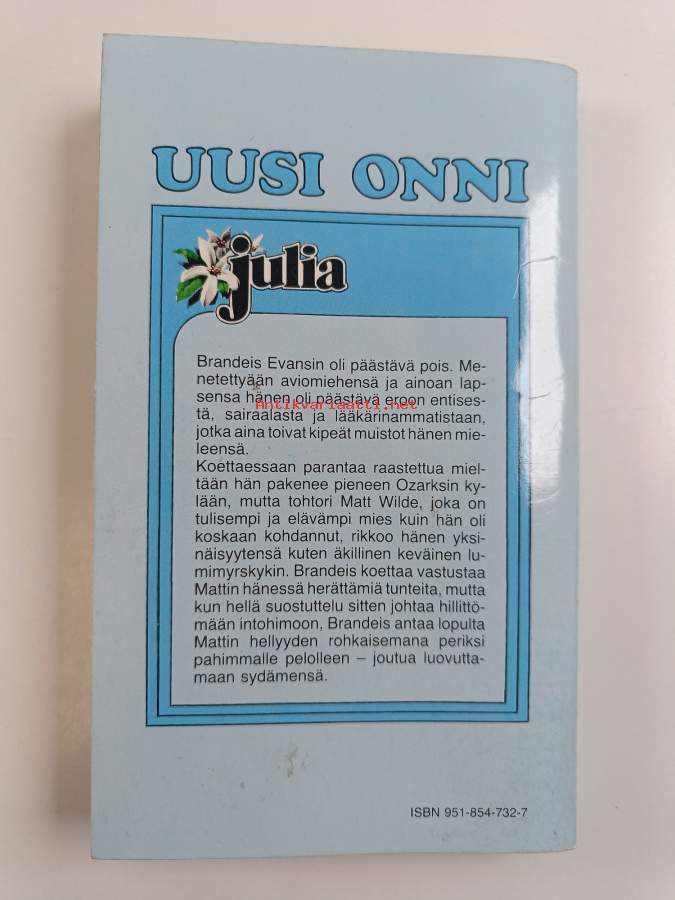 UUSI ONNI
julia
Brandeis Evansin oli päästävä pois. Me-
netettyään aviomiehensä ja ainoan lap-
sensa hänen oli päästävä eroon entises-
Antikvariaatti.net
tä, sairaalasta ja lääkärinammatistaan,
jotka aina toivat kipeät muistot hänen mie-
leensä.
Koettaessaan parantaa raastettua miel-
tään hän pakenee pieneen Ozarksin ky-
lään, mutta tohtori Matt Wilde, joka on
tulisempi ja elävämpi mies kuin hän oli
koskaan kohdannut, rikkoo hänen yksi-
näisyytensä kuten äkillinen keväinen lu-
mimyrskykin. Brandeis koettaa vastustaa
Mattin hänessä herättämiä tunteita, mutta
kun hellä suostuttelu sitten johtaa hillittö-
mään intohimoon, Brandeis antaa lopulta
Mattin hellyyden rohkaisemana periksi
pahimmalle pelolleen – joutua luovutta-
maan sydämensä.
ISBN 951-854-732-7